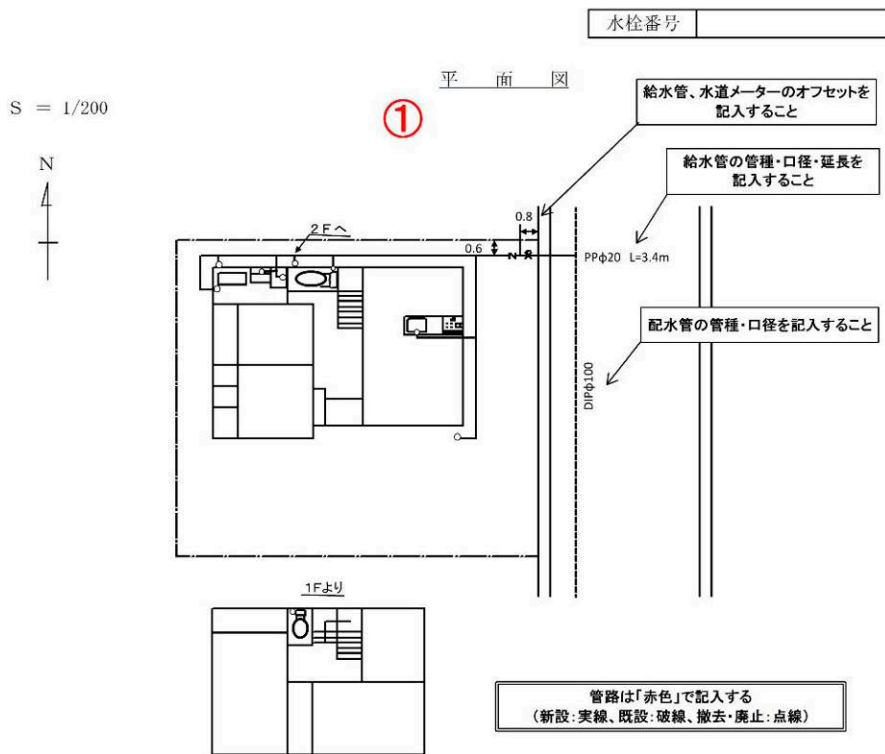 水栓番号
平 面 図
S = 1/200
①
給水管、水道メーターのオフセットを
記入すること
N
給水管の管種・口径・延長を
記入すること
0.8
2Fへ
0.6
PPφ20 L=3.4m
配水管の管種・口径を記入すること
DIPφ100
1Fより
管路は「赤色」で記入する
(新設:実線、既設:破線、撤去・廃止:点線)